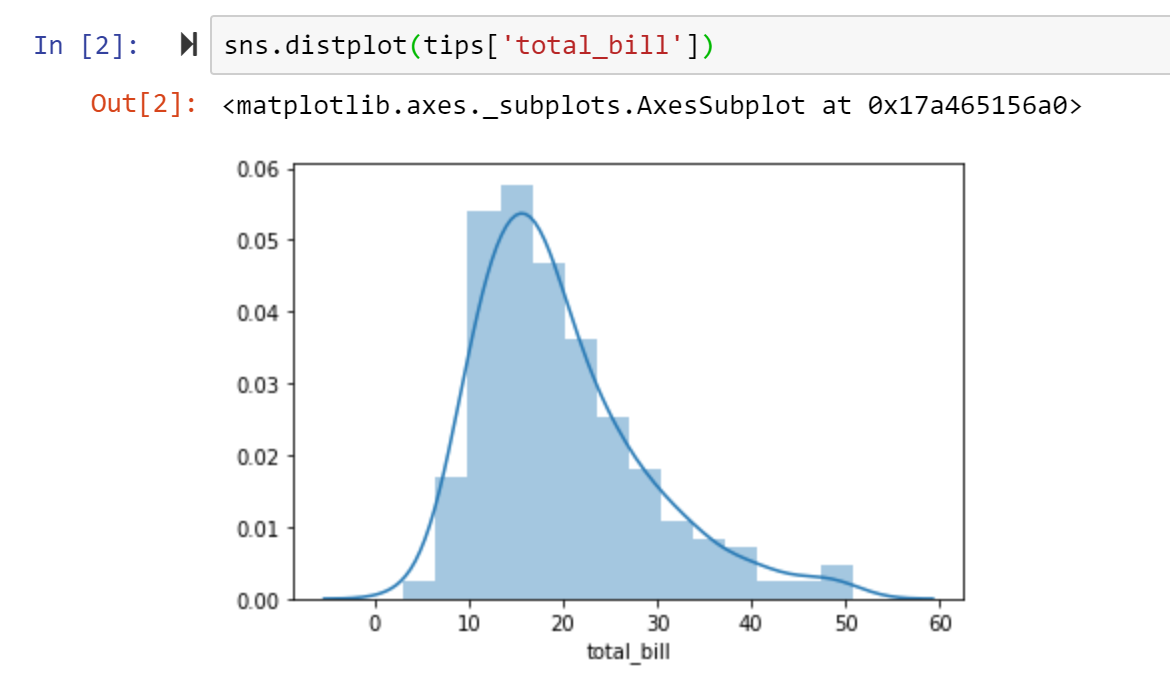 In [2]: sns.distplot(tips['total_bill'])
Out[2]: <matplotlib.axes._subplots.AxesSubplot at 0x17a465156a0>
0.06
0.05
0.04
0.03
0.02
0.01
0.00
0 10 20 30 40 50 60
total_bill